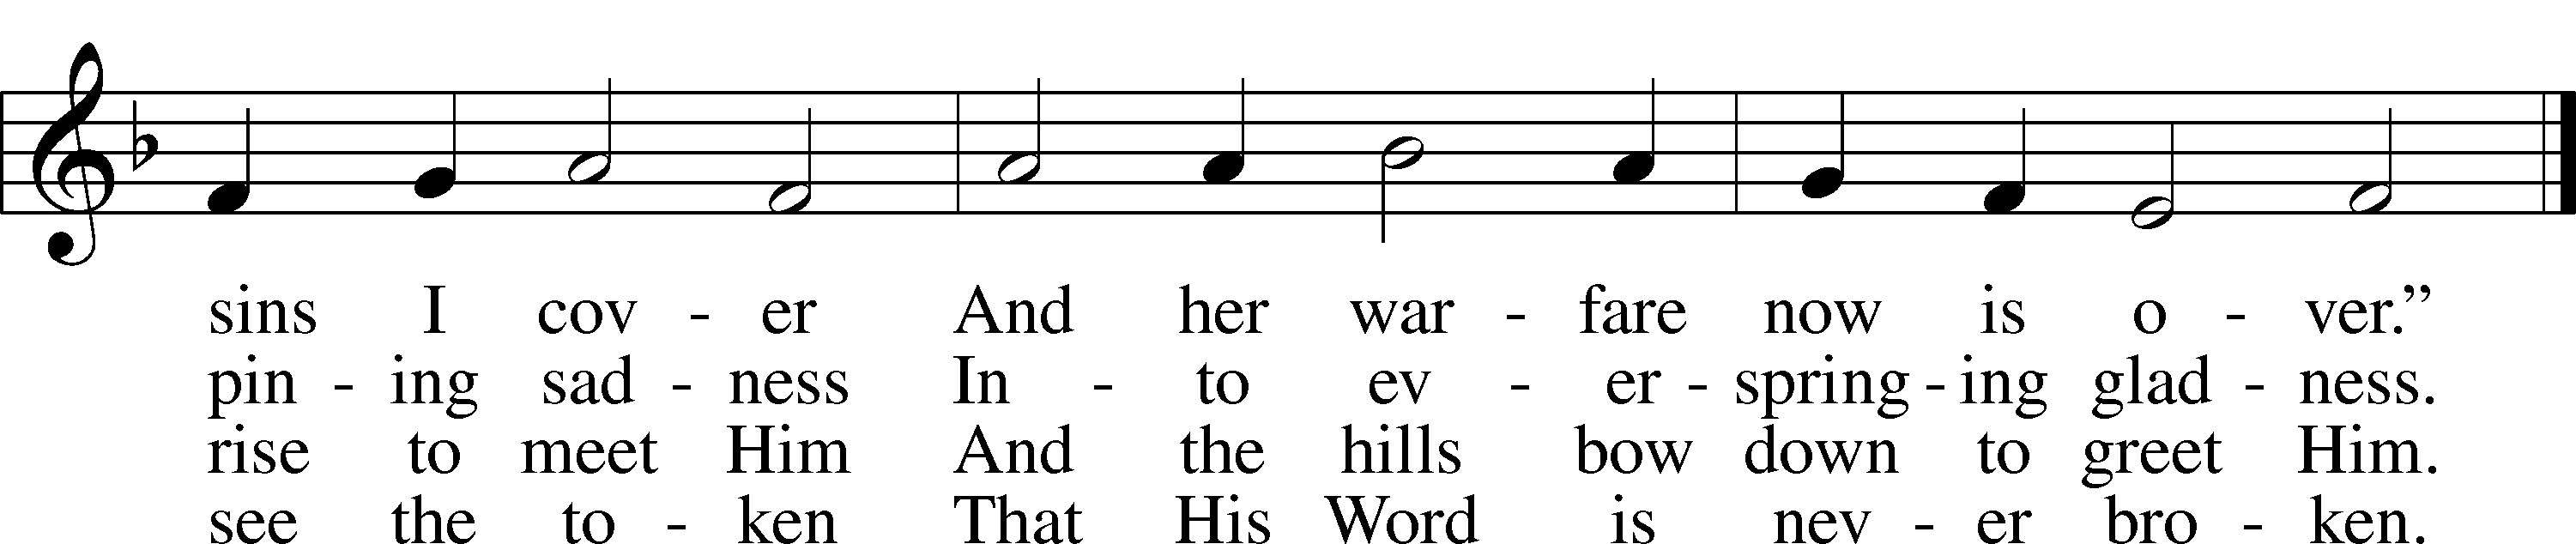 sins I cov - er And her war - fare now is o - ver.”
pin - ing sad - ness In - to ev - er - spring - ing glad - ness.
rise to meet Him And the hills bow down to greet Him.
see the to - ken That His Word is nev - er bro - ken.